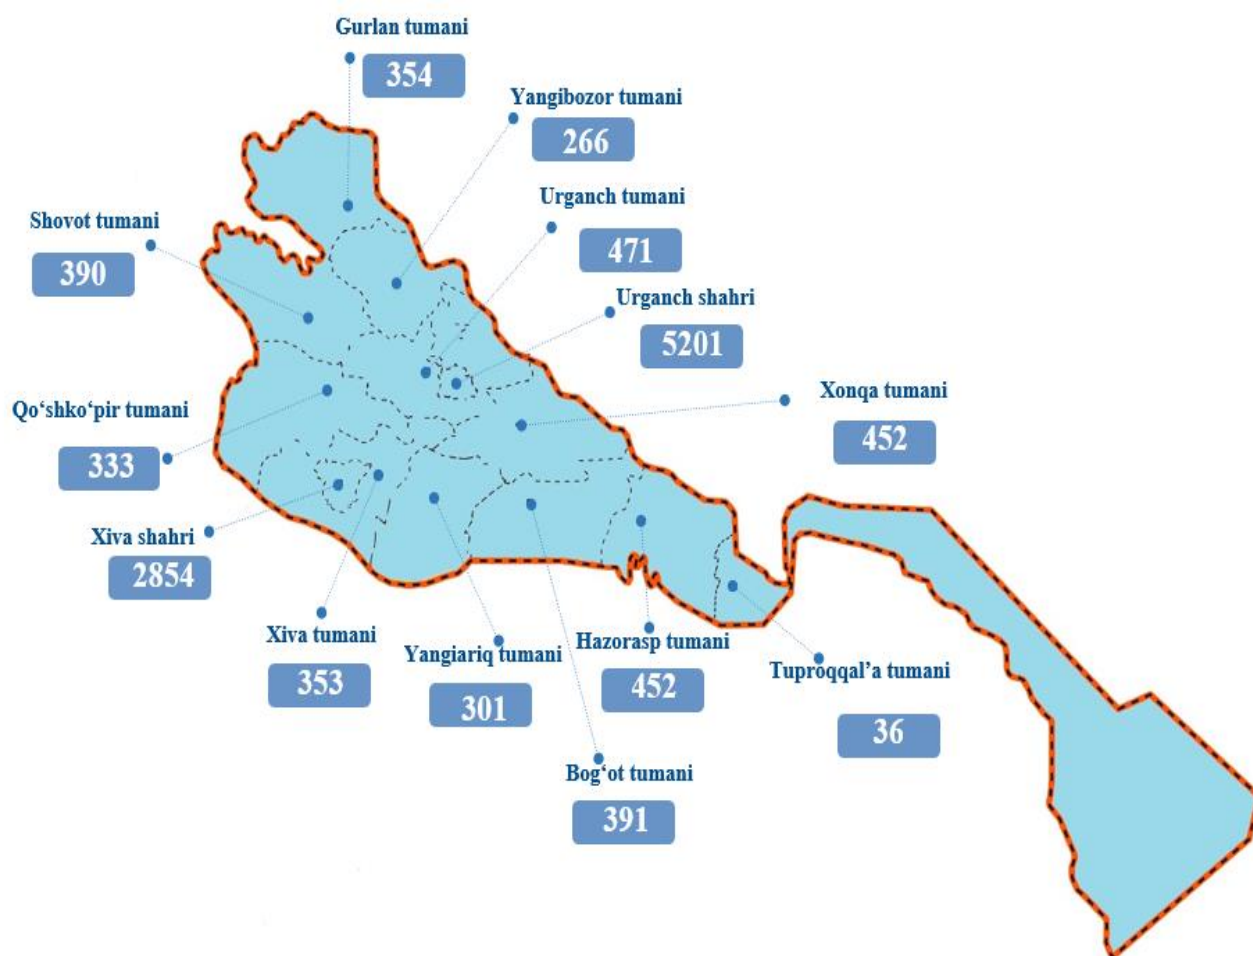 Gurlan tumani
354
Yangibozor tumani
266
Urganch tumani
471
Shovot tumani
390
Urganch shahri
5201
Xonqa tumani
452
Qo‘shko‘pir tumani
333
Xiva shahri
2854
Xiva tumani
353
Yangiariq tumani
301
Hazorasp tumani
452
Tuproqqal’a tumani
36
Bog‘ot tumani
391